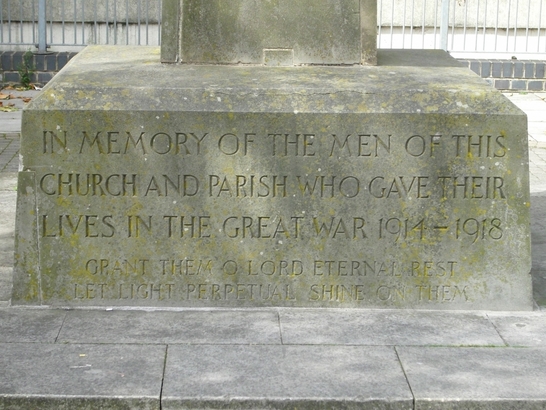 IN MEMORY OF THE MEN OF THIS
CHURCH AND PARISH WHO GAVE THEIR
LIVES IN THE GREAT WAR 1914-1918
GRANT THEM O LORD ETERNAL REST
LET LIGHT PERPETUAL SHINE ON THEM